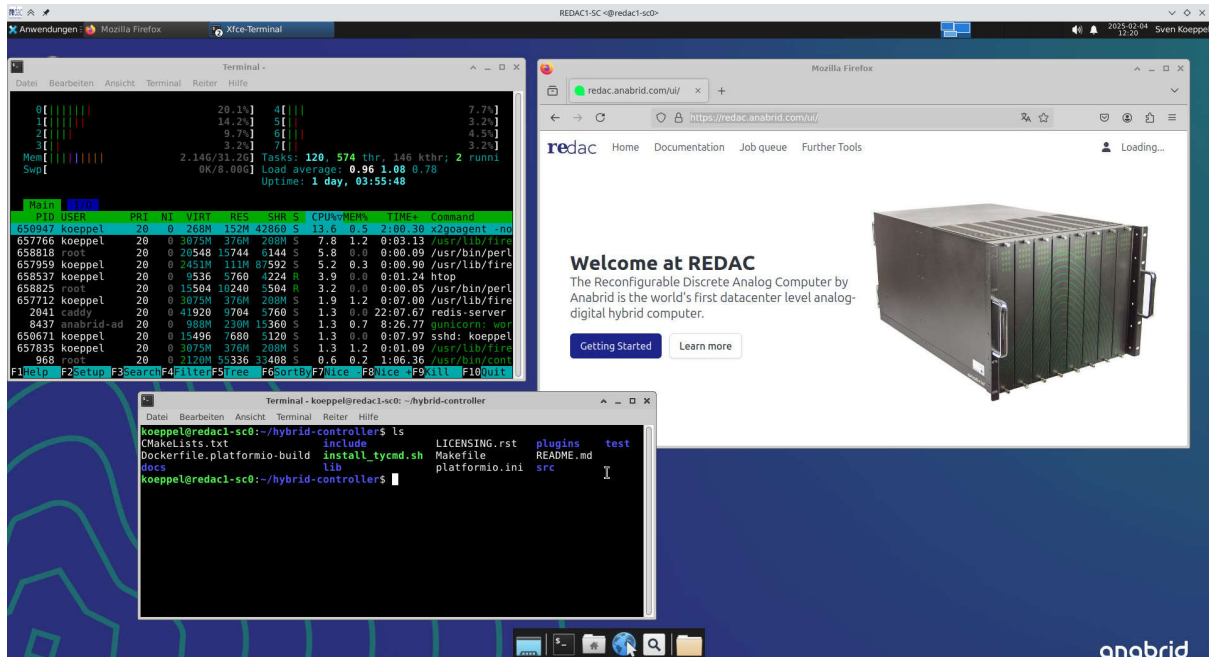 REDAC1-SC <@redac1-sc0>
Anwendungen Mozilla Firefox Xfce-Terminal
2025-02-04
12:20
Sven Koeppel
Terminal -
Datei Bearbeiten Ansicht Terminal Reiter Hilfe
0[|||||||| 20.1%] 4[||| 7.7%]
1[|||||| 14.2%] 5[|| 3.2%]
2[|||| 9.7%] 6[||| 4.5%]
3[|| 3.2%] 7[|| 3.2%]
Mem[|||||||||| 2.14G/31.2G] Tasks: 120, 574 thr, 146 kthr; 2 runni
Swp[ 0K/8.00G] Load average: 0.96 1.08 0.78
Uptime: 1 day, 03:55:48
Main I/O
PID USER PRI NI VIRT RES SHR S CPU%▽MEM% TIME+ Command
650947 koeppel 20 0 268M 152M 42860 S 13.6 0.5 2:00.30 x2goagent -no
657766 koeppel 20 0 3075M 376M 208M S 7.8 1.2 0:03.13 /usr/lib/fire
658818 root 20 0 20548 15744 6144 S 5.8 0.0 0:00.09 /usr/bin/perl
657959 koeppel 20 0 2451M 111M 87592 S 5.2 0.3 0:00.90 /usr/lib/fire
658537 koeppel 20 0 9536 5760 4224 R 3.9 0.0 0:01.24 htop
658825 root 20 0 15504 10240 5504 R 3.2 0.0 0:00.05 /usr/bin/perl
657712 koeppel 20 0 3075M 376M 208M S 1.9 1.2 0:07.00 /usr/lib/fire
2041 caddy 20 0 41920 9704 5760 S 1.3 0.0 22:07.67 redis-server
8437 anabrid-ad 20 0 988M 230M 15360 S 1.3 0.7 8:26.77 gunicorn: wor
650671 koeppel 20 0 15496 7680 5120 S 1.3 0.0 0:07.97 sshd: koeppel
657835 koeppel 20 0 3075M 376M 208M S 1.3 1.2 0:01.09 /usr/lib/fire
968 root 20 0 2120M 55336 33408 S 0.6 0.2 1:06.36 /usr/bin/cont
F1Help F2Setup F3SearchF4FilterF5Tree F6SortByF7Nice -F8Nice +F9Kill F10Quit
Mozilla Firefox
redac.anabrid.com/ui/
https://redac.anabrid.com/ui/
redac Home Documentation Job queue Further Tools Loading...
Welcome at REDAC
The Reconfigurable Discrete Analog Computer by
Anabrid is the world's first datacenter level analog-
digital hybrid computer.
Getting Started Learn more
Terminal - koeppel@redac1-sc0: ~/hybrid-controller
Datei Bearbeiten Ansicht Terminal Reiter Hilfe
koeppel@redac1-sc0:~/hybrid-controller$ ls
CMakeLists.txt include LICENSING.rst plugins test
Dockerfile.platformio-build install_tycmd.sh Makefile README.md
docs lib platformio.ini src
koeppel@redac1-sc0:~/hybrid-controller$
anabrid